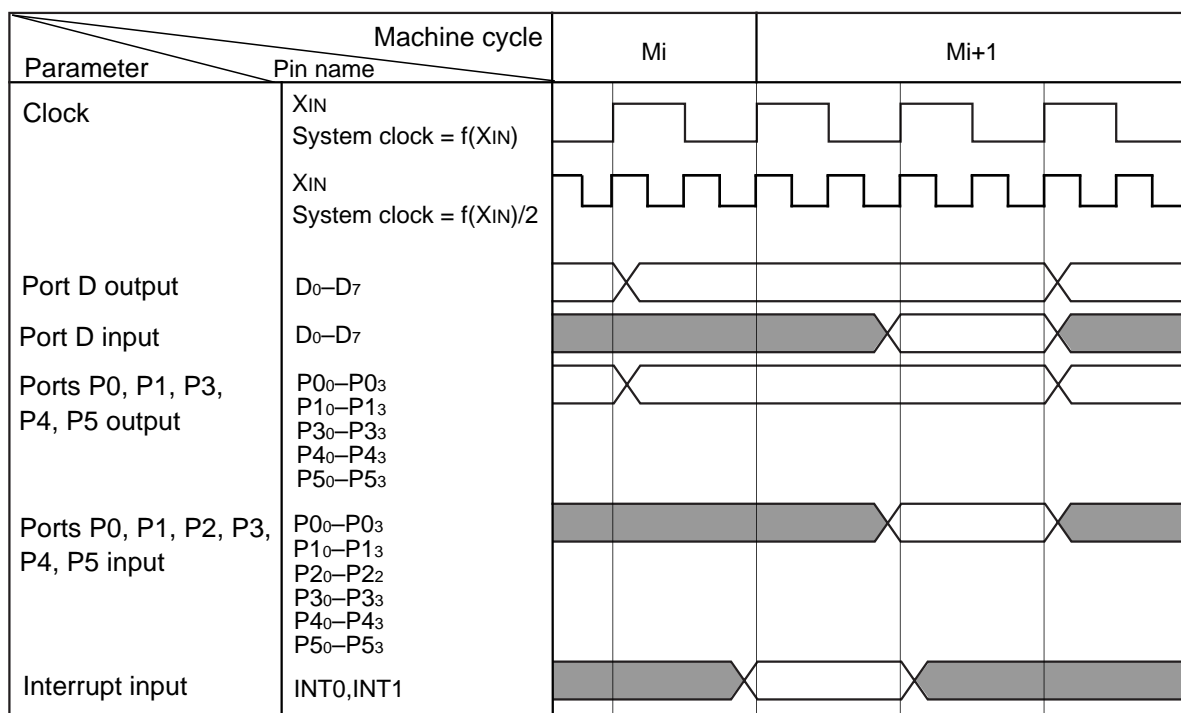 Machine cycle
Parameter
Pin name
Mi
Mi+1
Clock
XIN
System clock = f(XIN)
XIN
System clock = f(XIN)/2
Port D output
D0–D7
Port D input
D0–D7
Ports P0, P1, P3,
P4, P5 output
P00–P03
P10–P13
P30–P33
P40–P43
P50–P53
Ports P0, P1, P2, P3,
P4, P5 input
P00–P03
P10–P13
P20–P22
P30–P33
P40–P43
P50–P53
Interrupt input
INT0,INT1